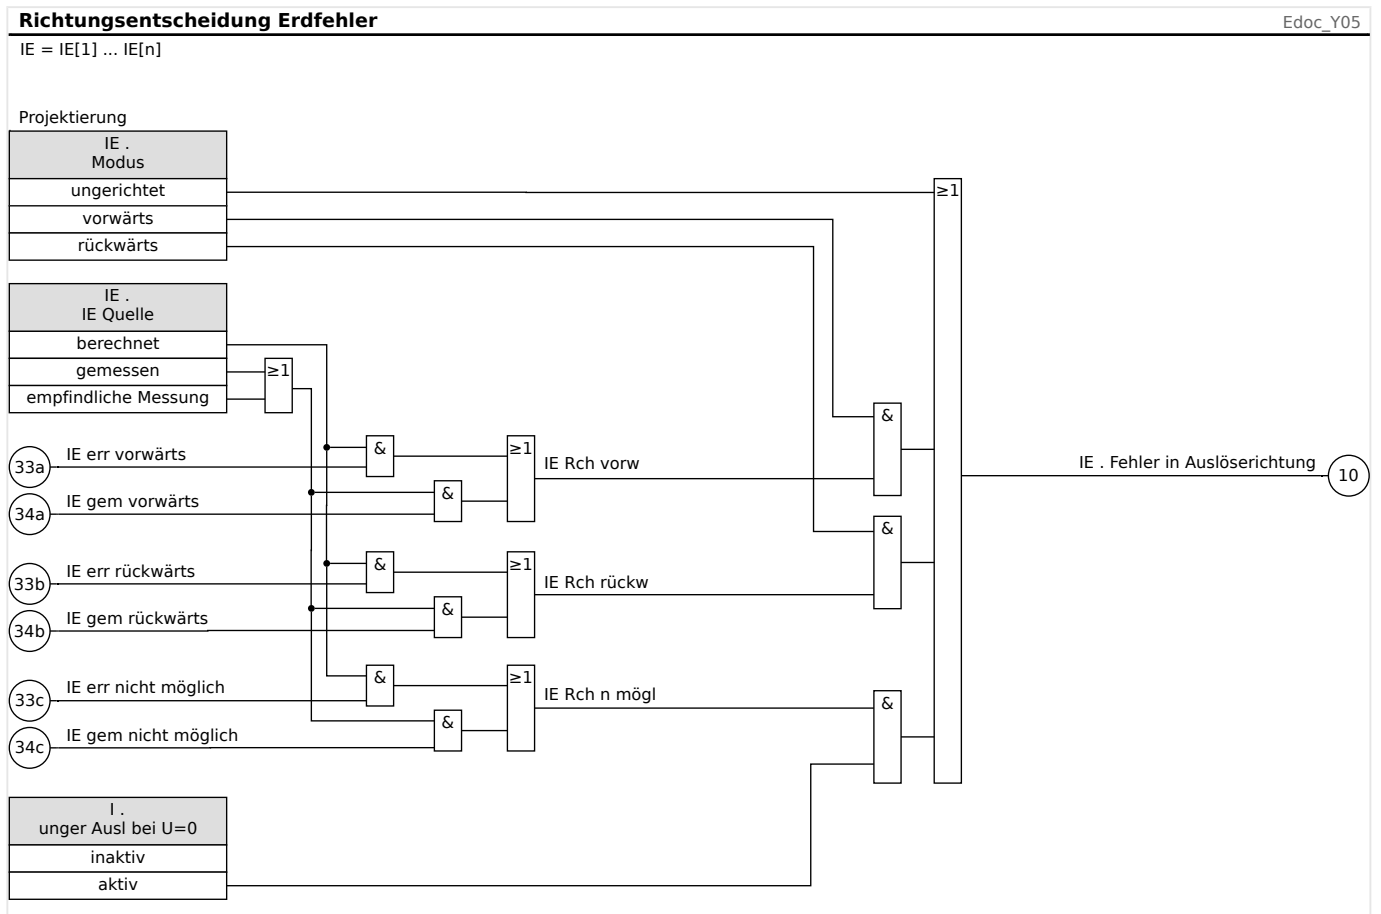 Richtungsentscheidung Erdfehler
Edoc_Y05
IE = IE[1] ... IE[n]
Projektierung
IE .
Modus
ungerichtet
vorwärts
rückwärts
≥1
IE .
IE Quelle
berechnet
gemessen
empfindliche Messung
≥1
&
33a
IE err vorwärts
&
≥1
IE Rch vorw
IE . Fehler in Auslöserichtung
10
34a
IE gem vorwärts
&
&
33b
IE err rückwärts
&
≥1
IE Rch rückw
34b
IE gem rückwärts
&
33c
IE err nicht möglich
&
≥1
IE Rch n mögl
&
34c
IE gem nicht möglich
&
I .
unger Ausl bei U=0
inaktiv
aktiv